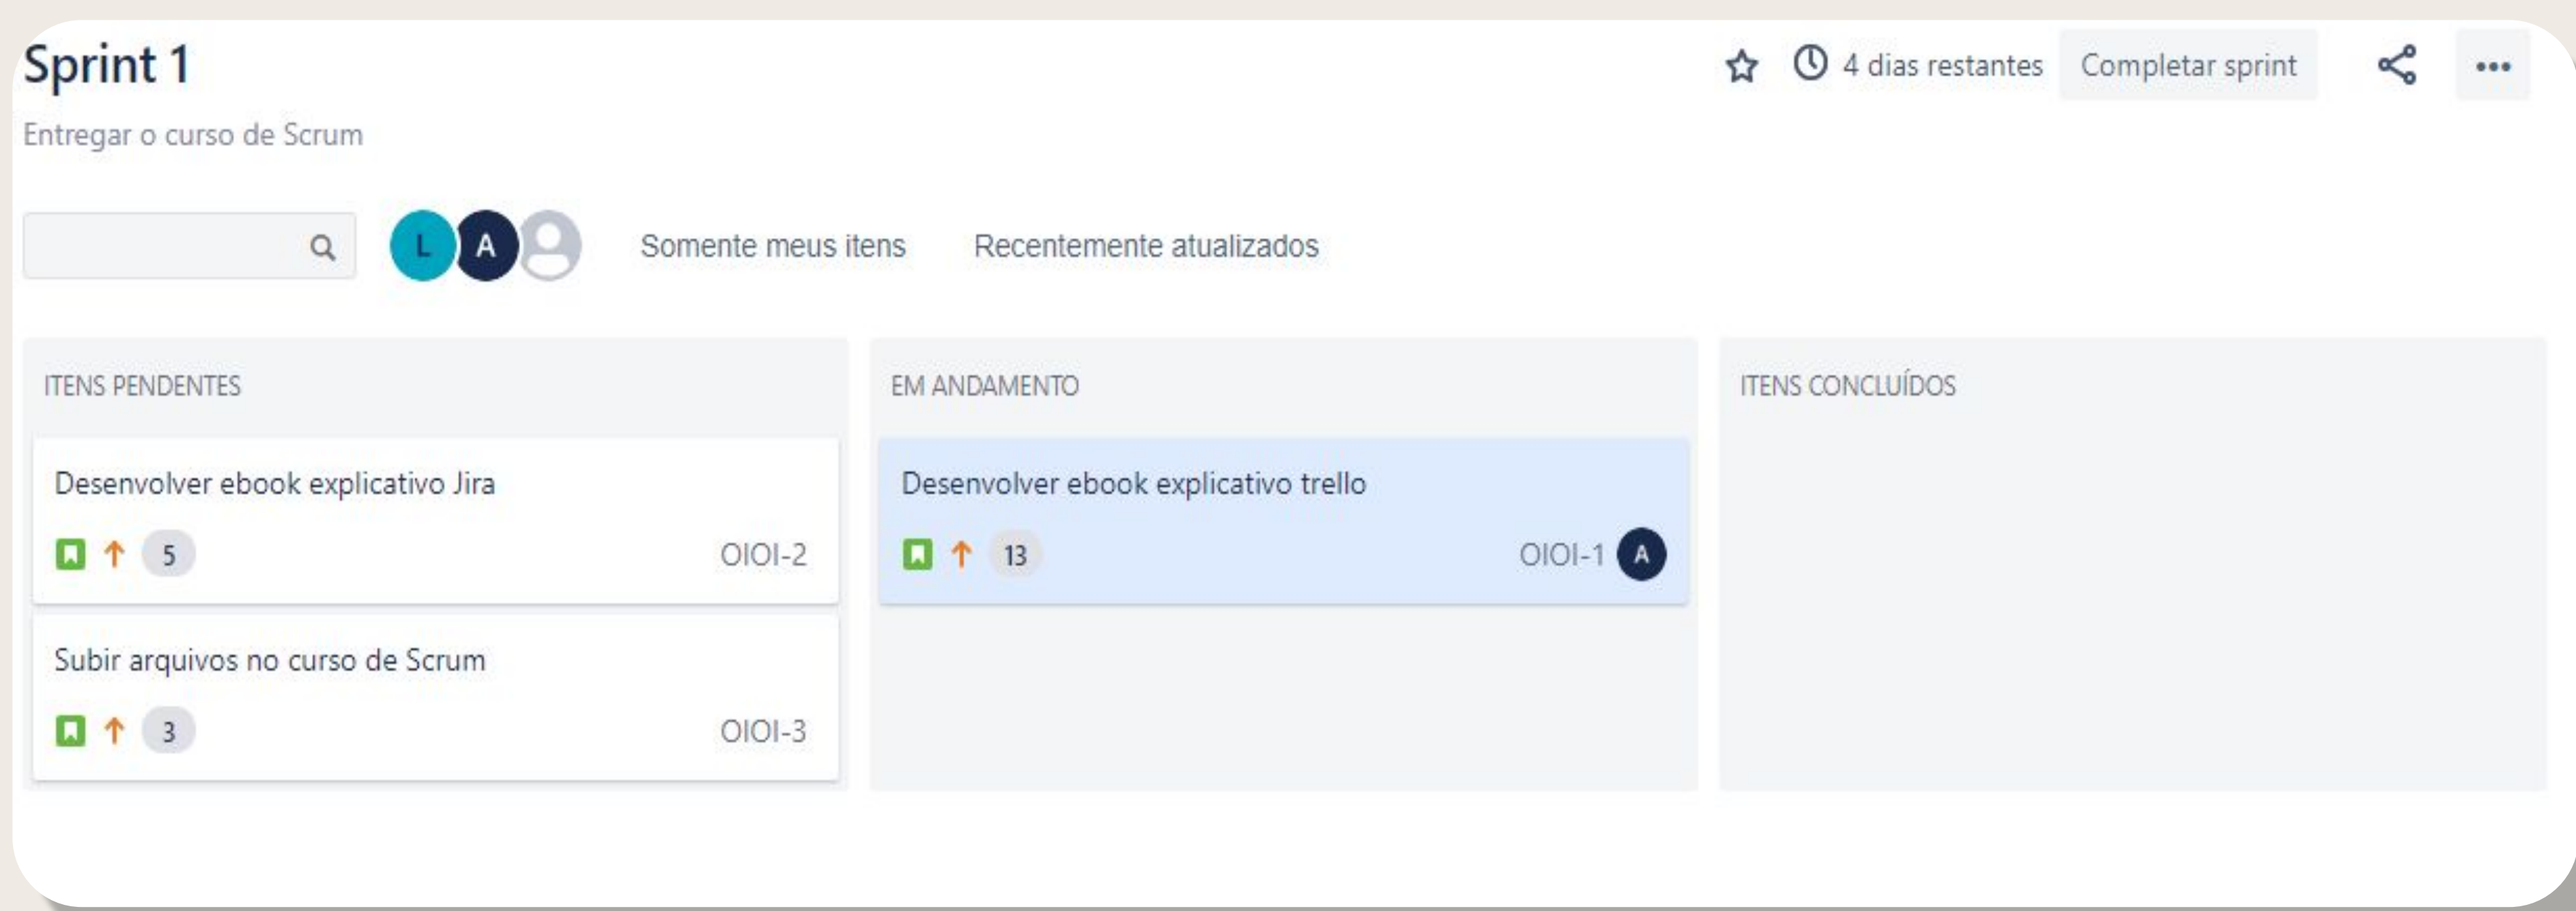 Sprint 1
4 dias restantes
Completar sprint
Entregar o curso de Scrum
L
A
Somente meus itens
Recentemente atualizados
ITENS PENDENTES
Desenvolver ebook explicativo Jira
5
OIOI-2
Subir arquivos no curso de Scrum
3
OIOI-3
EM ANDAMENTO
Desenvolver ebook explicativo trello
13
OIOI-1
A
ITENS CONCLUÍDOS